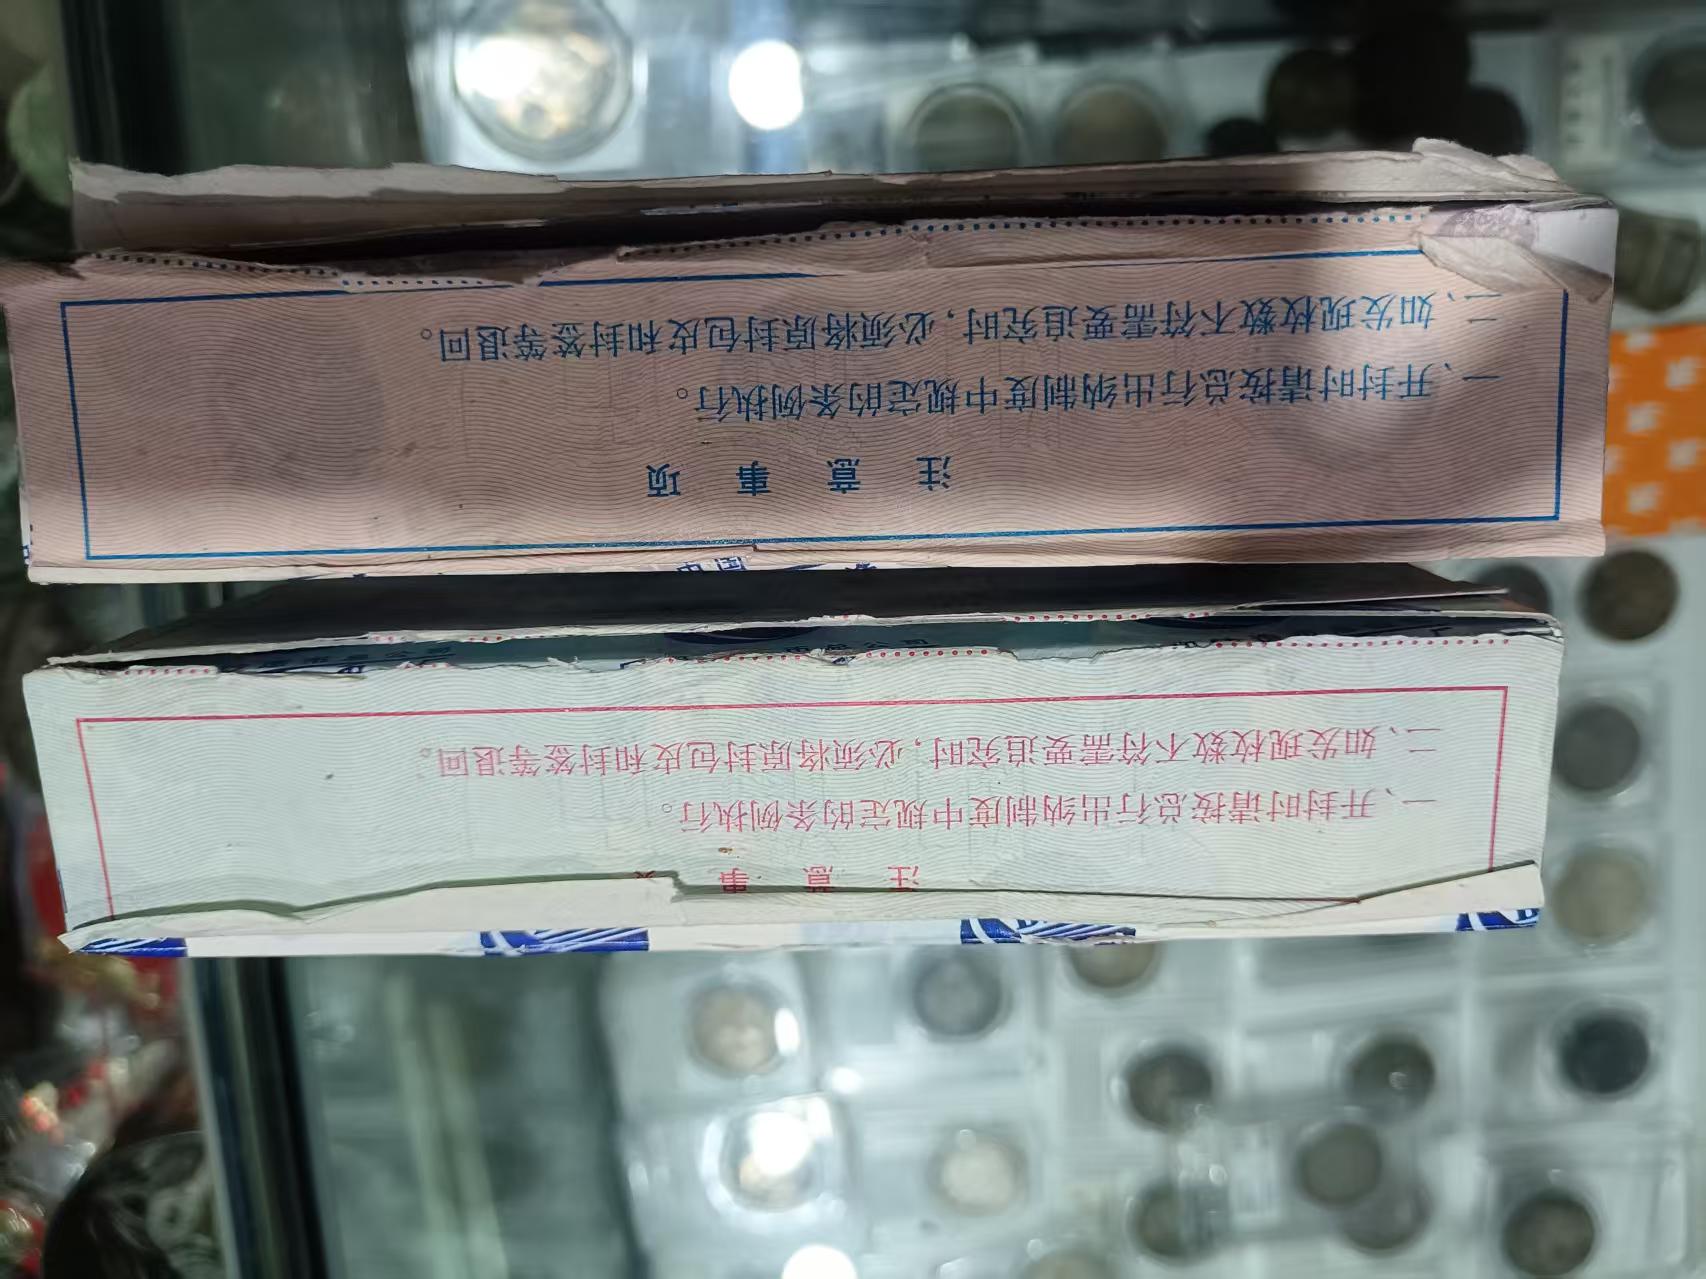 注 意 事 项
一、开封时请按总行出纳制度中规定的条例执行。
二、如发现枚数不符需要追究时,必须将原封包皮和封签等退回。
注 意 事
一、开封时请按总行出纳制度中规定的条例执行。
二、如发现枚数不符需要追究时,必须将原封包皮和封签等退回。